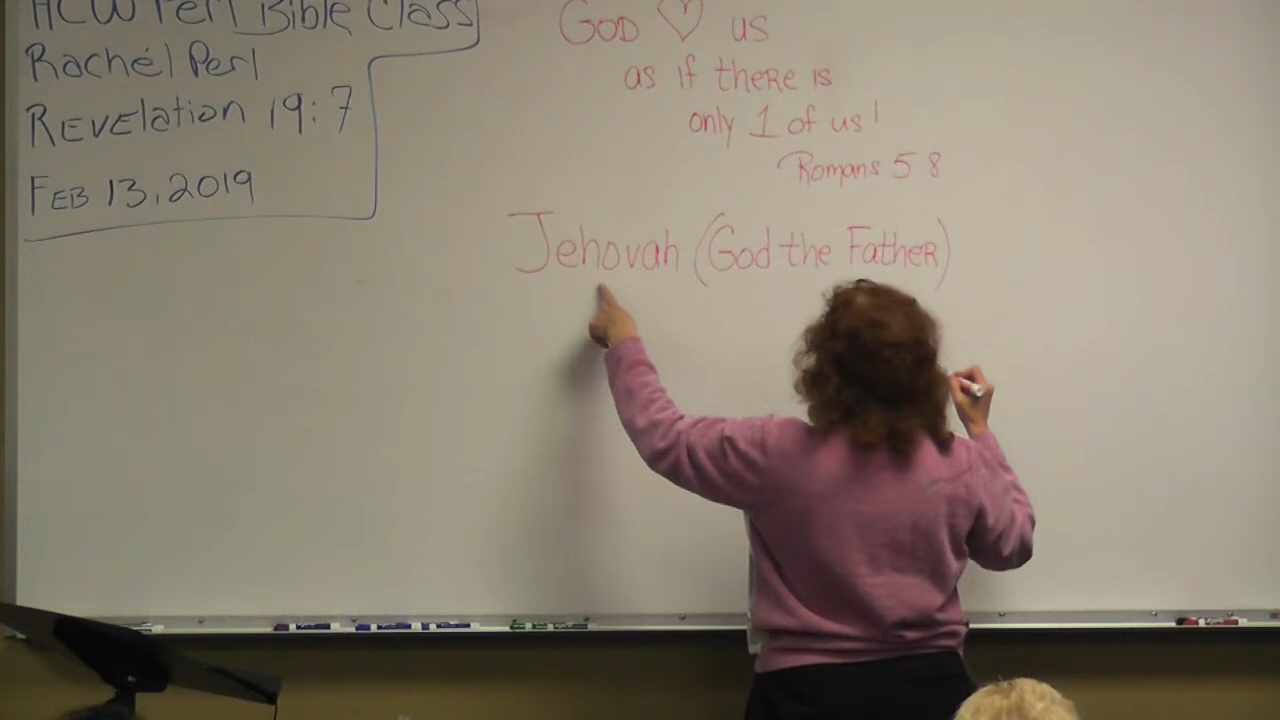 ACW Perl Bible Class
Rachel Perl
Revelation 19:7
Feb 13, 2019
God ♡ us
as if there is
only 1 of us!
Romans 5 8
Jehovah (God the Father)